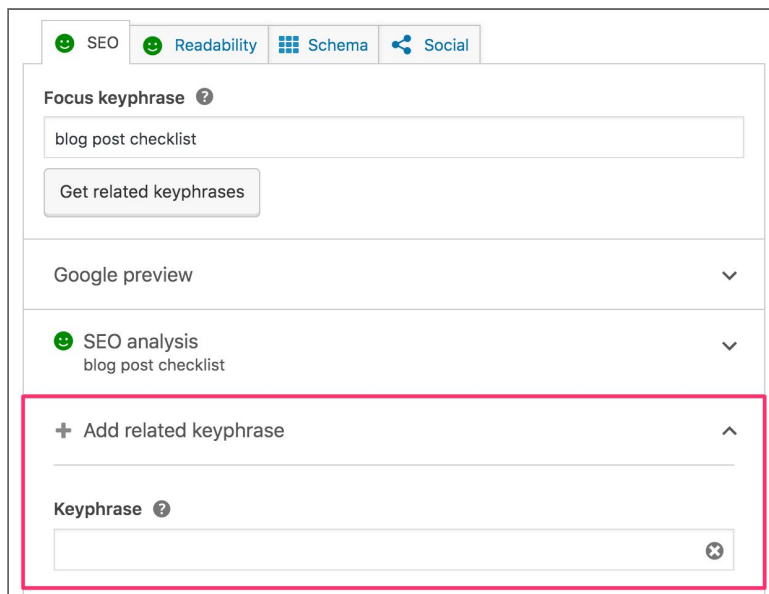 SEO Readability Schema Social
Focus keyphrase ?
blog post checklist
Get related keyphrases
Google preview
SEO analysis
blog post checklist
+ Add related keyphrase
Keyphrase ?